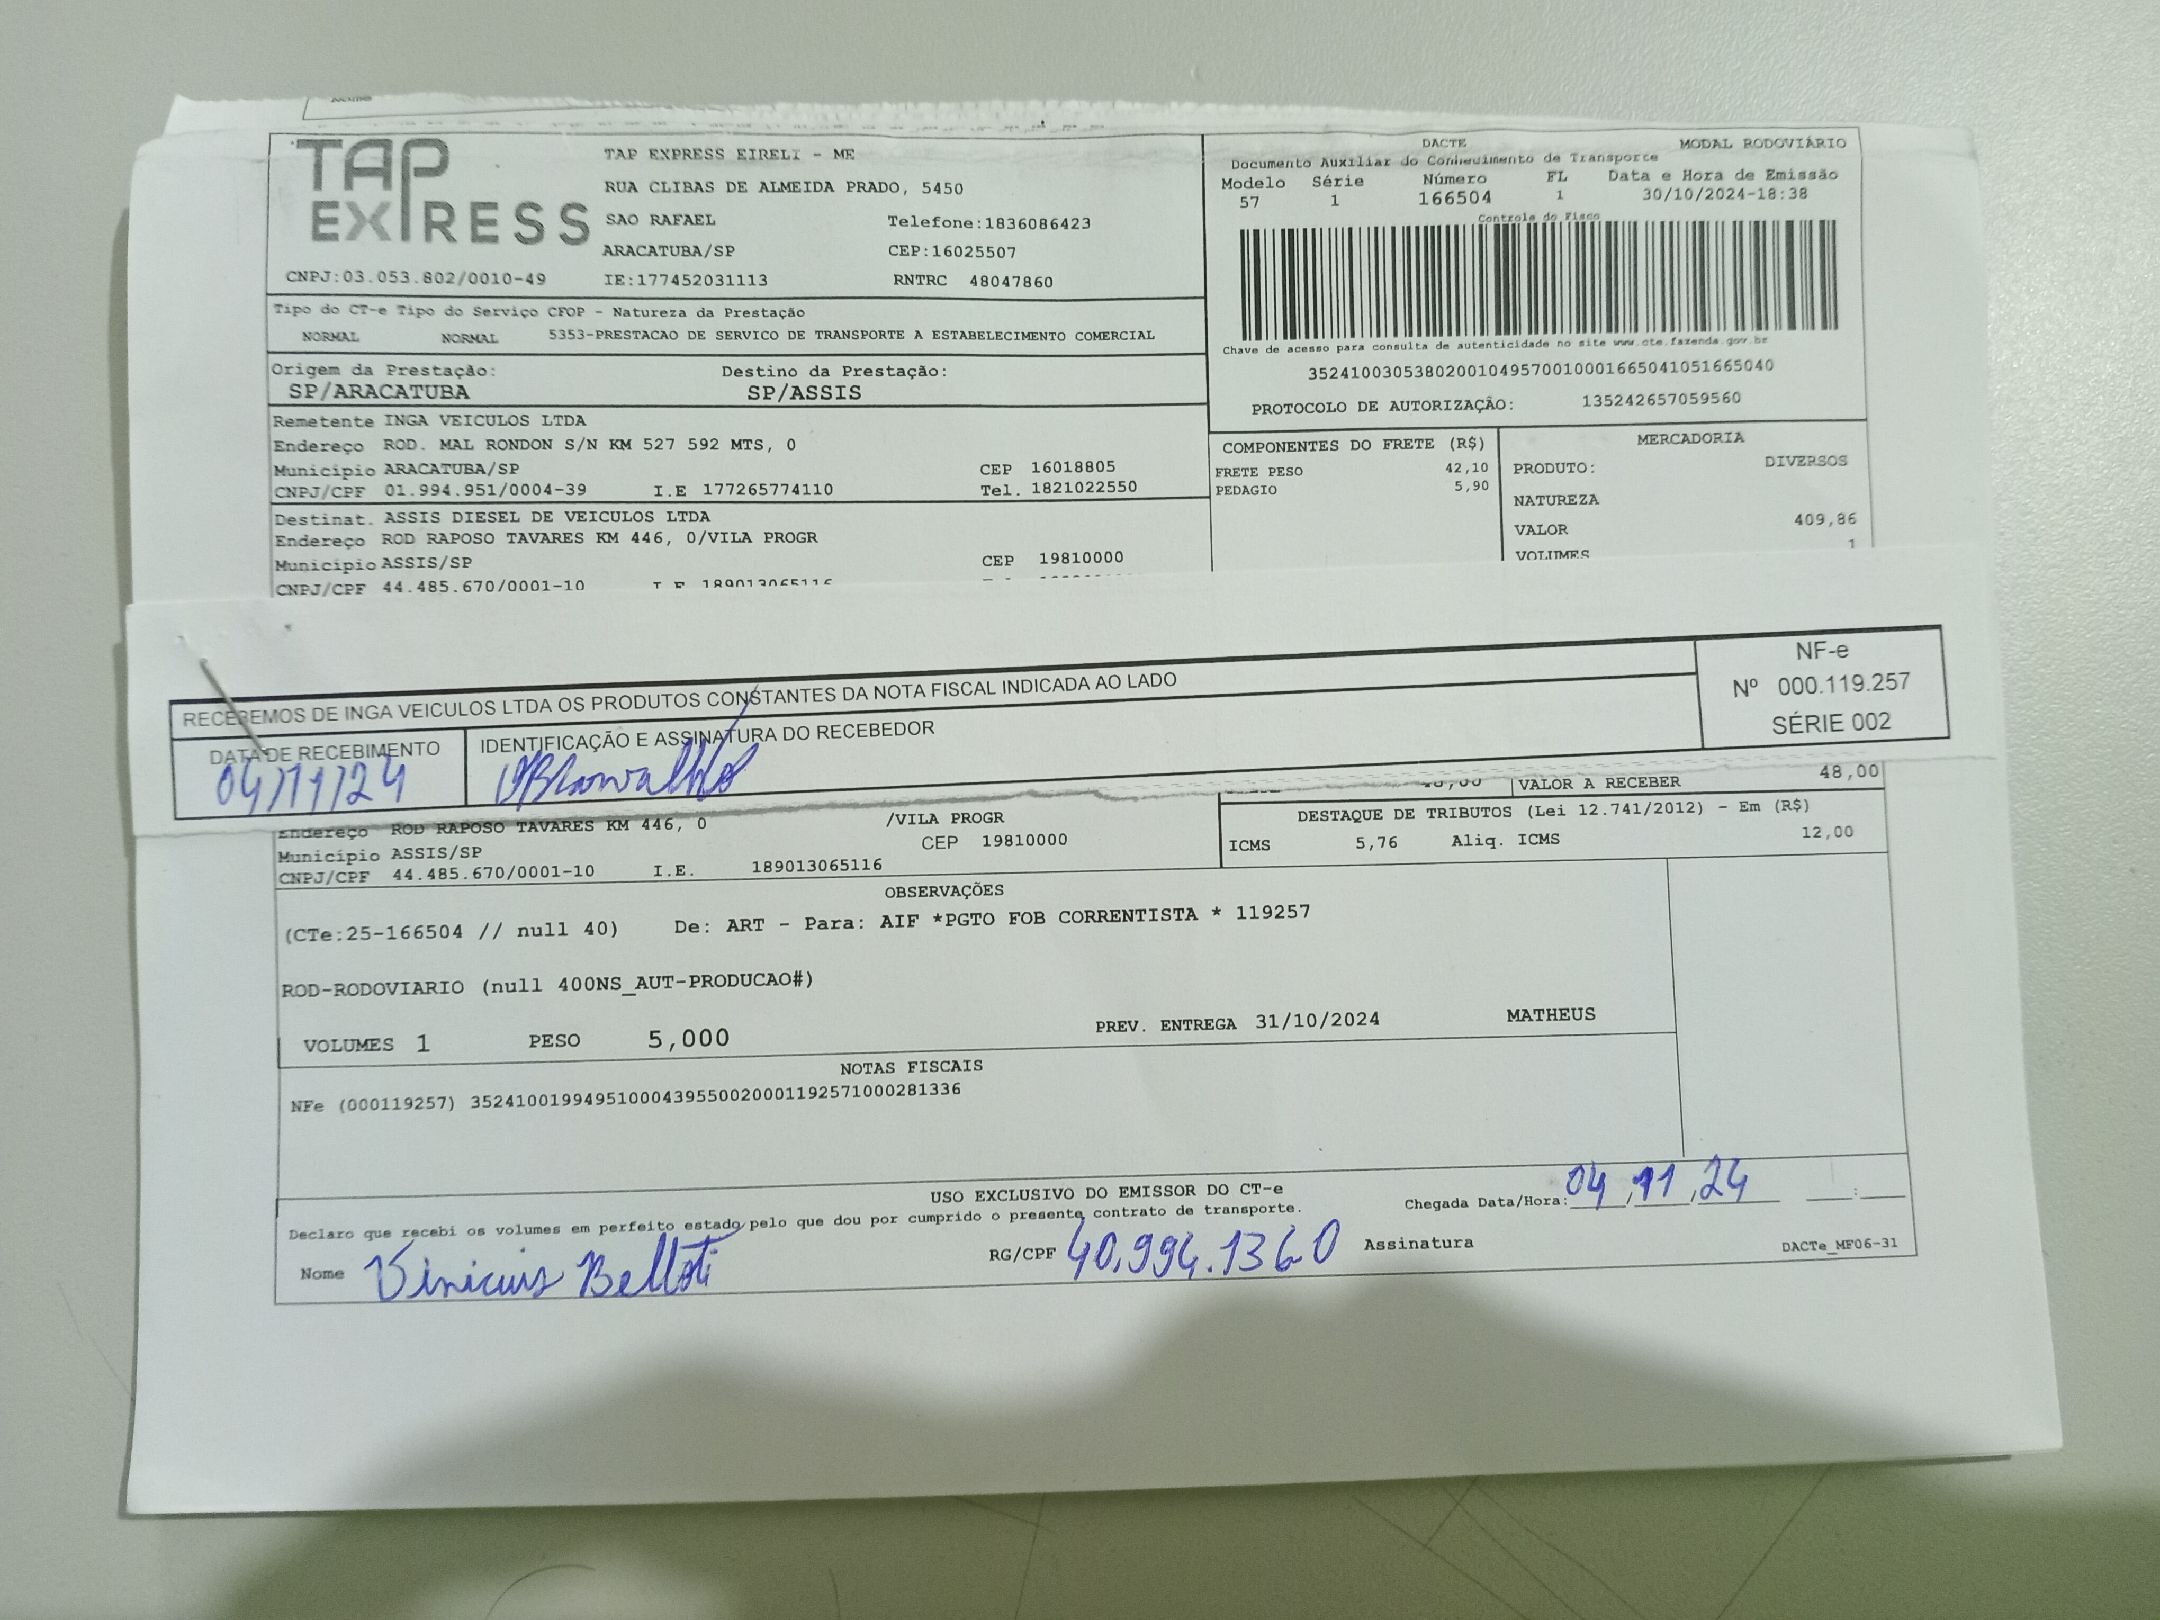 TAP EXPRESS
TAP EXPRESS EIRELI - ME
RUA CLIBAS DE ALMEIDA PRADO, 5450
SAO RAFAEL Telefone:1836086423
ARACATUBA/SP CEP:16025507
CNPJ:03.053.802/0010-49 IE:177452031113 RNTRC 48047860
DACTE MODAL RODOVIÁRIO
Documento Auxiliar do Conhecimento de Transporte
Modelo Série Número FL Data e Hora de Emissão
57 1 166504 1 30/10/2024-18:38
Controle do Fisco
Chave de acesso para consulta de autenticidade no site www.cte.fazenda.gov.br
35241003053802001049570010001665041051665040
PROTOCOLO DE AUTORIZAÇÃO: 135242657059560
Tipo do CT-e Tipo do Serviço CFOP - Natureza da Prestação
NORMAL NORMAL 5353-PRESTACAO DE SERVICO DE TRANSPORTE A ESTABELECIMENTO COMERCIAL
Origem da Prestação: Destino da Prestação:
SP/ARACATUBA SP/ASSIS
Remetente INGA VEICULOS LTDA
Endereço ROD. MAL RONDON S/N KM 527 592 MTS, 0
Município ARACATUBA/SP CEP 16018805
CNPJ/CPF 01.994.951/0004-39 I.E 177265774110 Tel. 1821022550
Destinat. ASSIS DIESEL DE VEICULOS LTDA
Endereço ROD RAPOSO TAVARES KM 446, 0/VILA PROGR
Município ASSIS/SP CEP 19810000
CNPJ/CPF 44.485.670/0001-10 I E 189013065116
COMPONENTES DO FRETE (R$)
FRETE PESO 42,10
PEDAGIO 5,90
MERCADORIA
PRODUTO: DIVERSOS
NATUREZA
VALOR 409,86
VOLUMES 1
RECEBEMOS DE INGA VEICULOS LTDA OS PRODUTOS CONSTANTES DA NOTA FISCAL INDICADA AO LADO
DATA DE RECEBIMENTO IDENTIFICAÇÃO E ASSINATURA DO RECEBEDOR
04/11/24
NF-e
Nº 000.119.257
SÉRIE 002
VALOR A RECEBER 48,00
DESTAQUE DE TRIBUTOS (Lei 12.741/2012) - Em (R$)
ICMS 5,76 Aliq. ICMS 12,00
Endereço ROD RAPOSO TAVARES KM 446, 0 /VILA PROGR
Município ASSIS/SP CEP 19810000
CNPJ/CPF 44.485.670/0001-10 I.E. 189013065116
OBSERVAÇÕES
(CTe:25-166504 // null 40) De: ART - Para: AIF *PGTO FOB CORRENTISTA * 119257
ROD-RODOVIARIO (null 400NS_AUT-PRODUCAO#)
VOLUMES 1 PESO 5,000 PREV. ENTREGA 31/10/2024 MATHEUS
NOTAS FISCAIS
NFe (000119257) 35241001994951000439550020001192571000281336
USO EXCLUSIVO DO EMISSOR DO CT-e
Declaro que recebi os volumes em perfeito estado pelo que dou por cumprido o presente contrato de transporte.
Chegada Data/Hora: 04/11/24
Nome Vinicius Belloti RG/CPF 40.994.136 0 Assinatura
DACTe_MF06-31